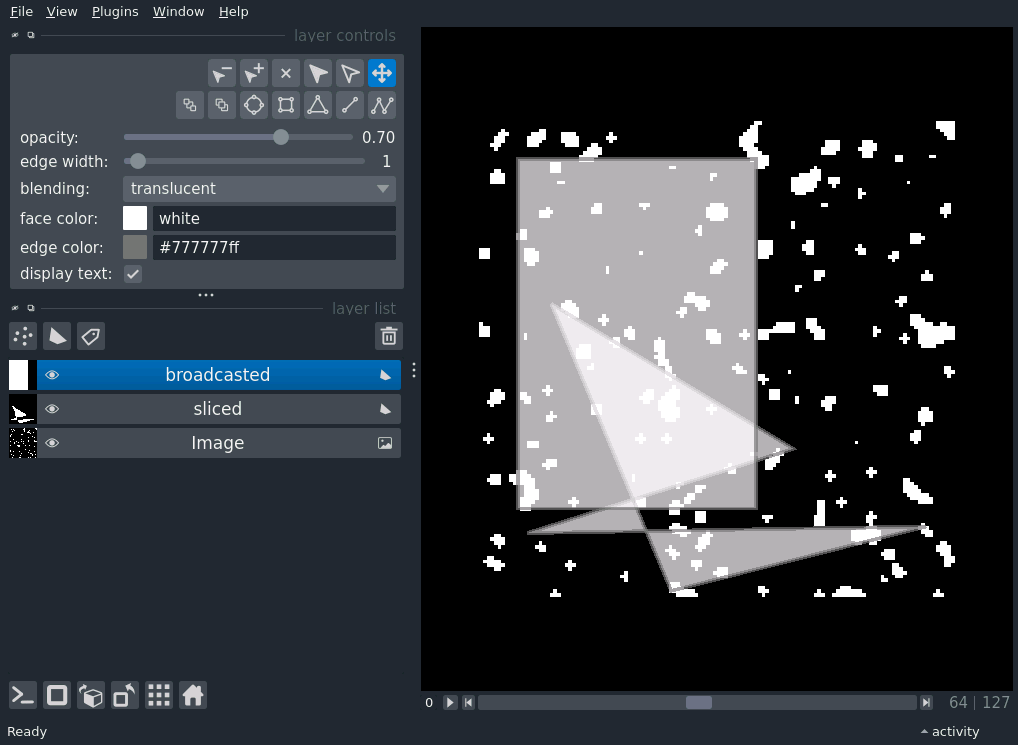 File View Plugins Window Help
layer controls
opacity: 0.70
edge width: 1
blending: translucent
face color: white
edge color: #777777ff
display text:
layer list
broadcasted
sliced
Image
0 64 | 127
Ready activity